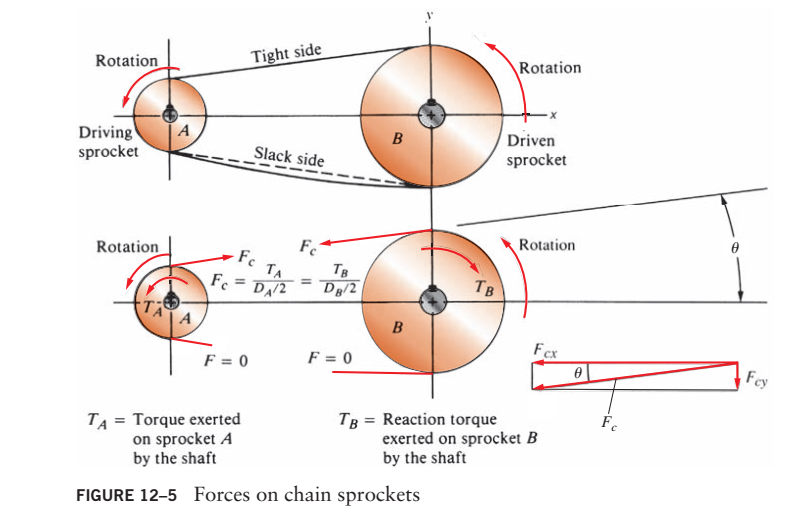 y
Rotation
Tight side
Rotation
x
Driving
sprocket
A
B
Driven
sprocket
Slack side
Rotation
F_c
F_c
F_c = T_A / (D_A/2) = T_B / (D_B/2)
Rotation
θ
T_A
A
T_B
B
F = 0
F = 0
F_cx
θ
F_cy
F_c
T_A = Torque exerted
on sprocket A
by the shaft
T_B = Reaction torque
exerted on sprocket B
by the shaft
FIGURE 12–5 Forces on chain sprockets